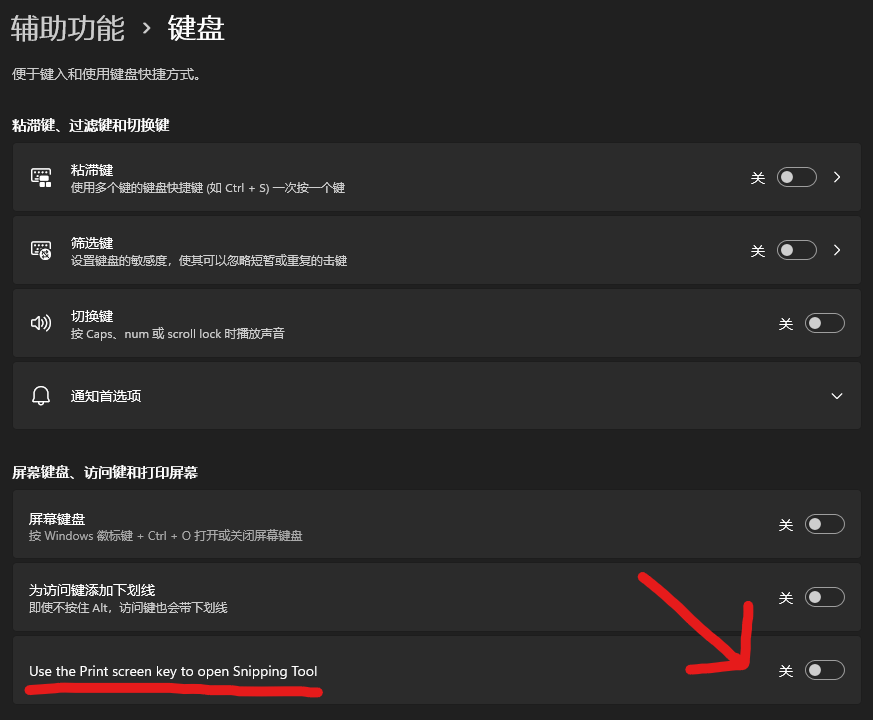 辅助功能 › 键盘
便于键入和使用键盘快捷方式。
粘滞键、过滤键和切换键
粘滞键
使用多个键的键盘快捷键 (如 Ctrl + S) 一次按一个键
关
筛选键
设置键盘的敏感度，使其可以忽略短暂或重复的击键
关
切换键
按 Caps、num 或 scroll lock 时播放声音
关
通知首选项
屏幕键盘、访问键和打印屏幕
屏幕键盘
按 Windows 徽标键 + Ctrl + O 打开或关闭屏幕键盘
关
为访问键添加下划线
即使不按住 Alt，访问键也会带下划线
关
Use the Print screen key to open Snipping Tool
关